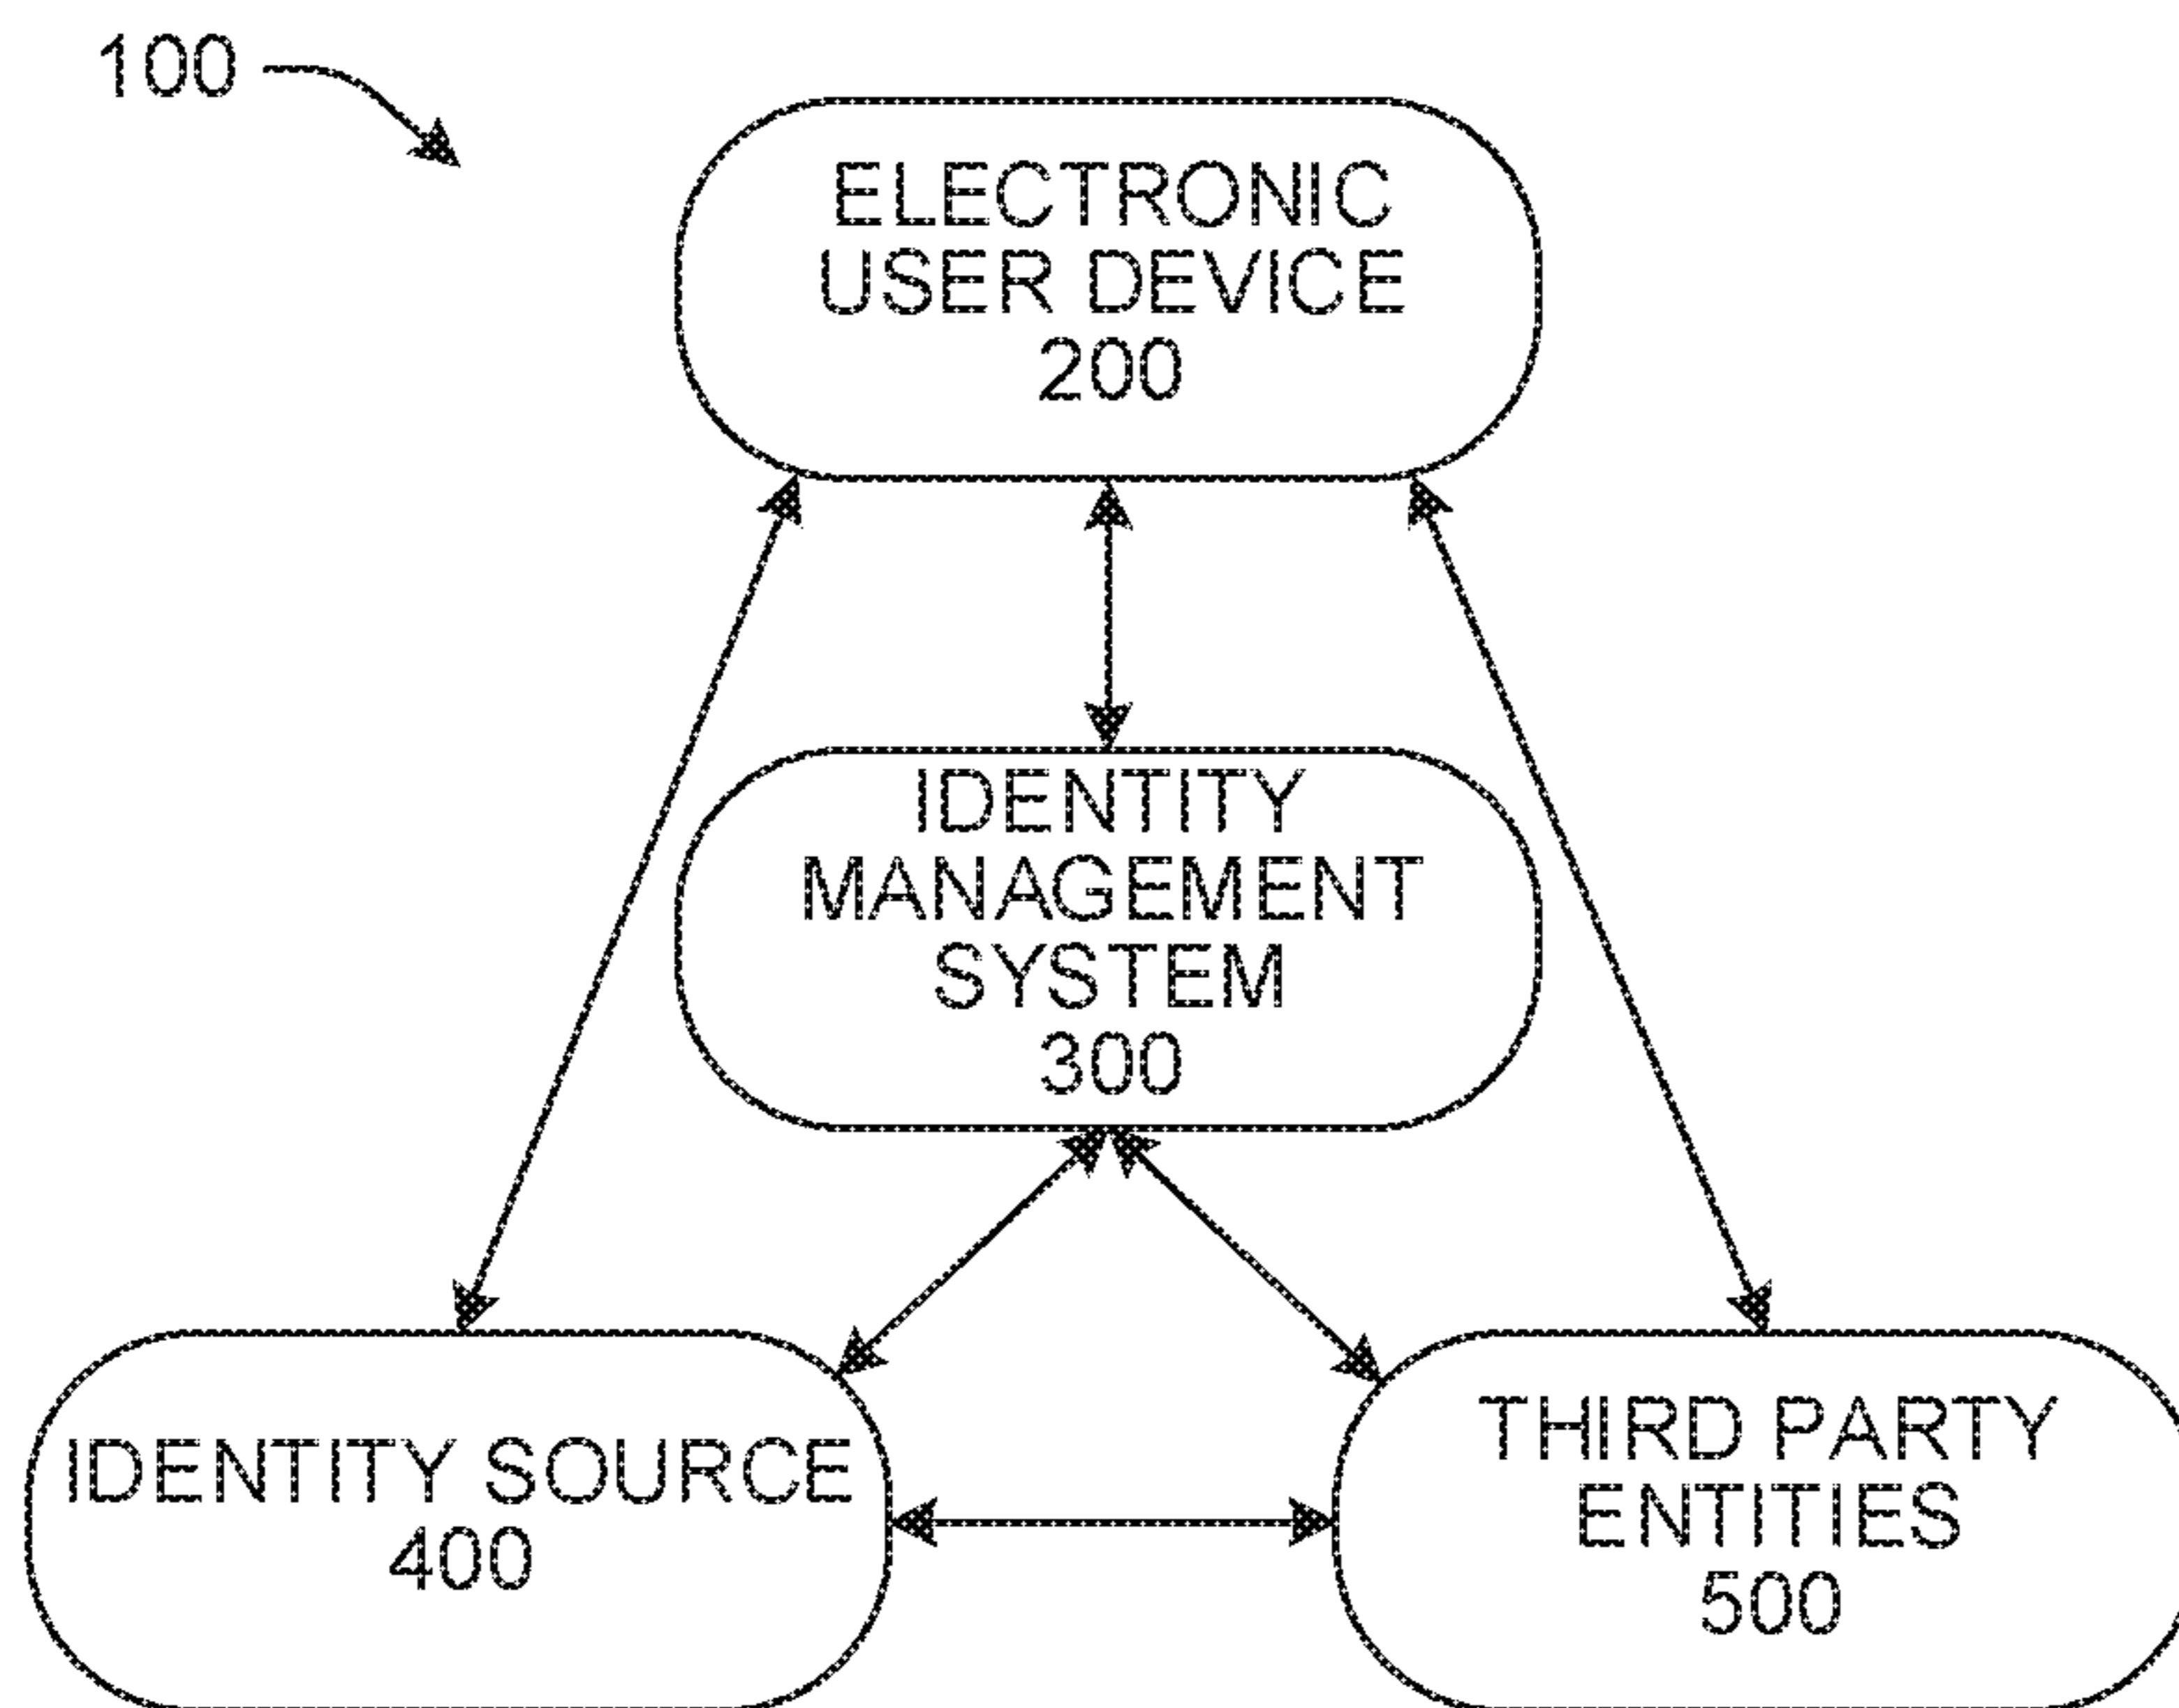 100
ELECTRONIC
USER DEVICE
200
IDENTITY
MANAGEMENT
SYSTEM
300
IDENTITY SOURCE
400
THIRD PARTY
ENTITIES
500